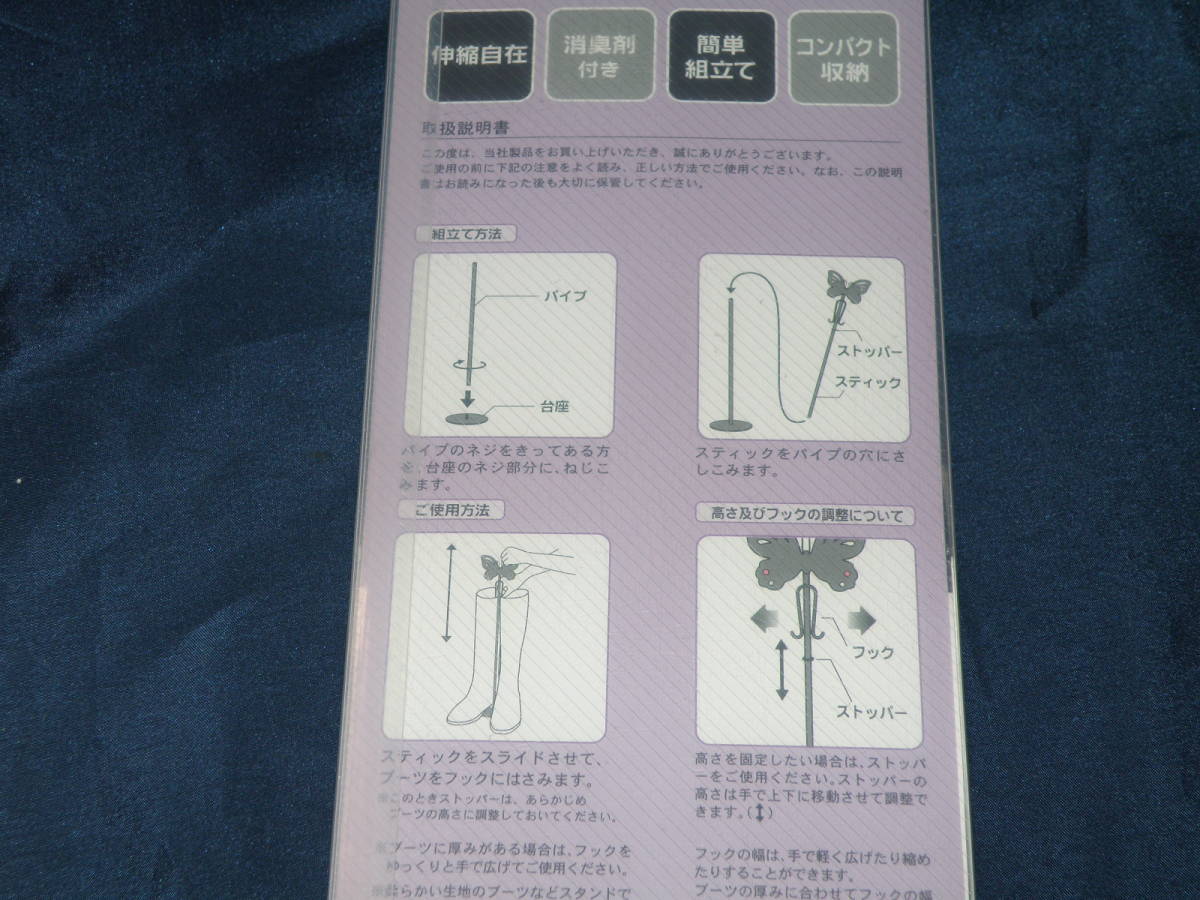 伸縮自在
消臭剤
付き
簡単
組立て
コンパクト
収納
取扱説明書
この度は、当社製品をお買い上げいただき、誠にありがとうございます。
ご使用の前に下記の注意をよく読み、正しい方法でご使用ください。なお、この説明
書はお読みになった後も大切に保管してください。
組立て方法
パイプ
台座
パイプのネジをきってある方
を、台座のネジ部分に、ねじこ
みます。
ストッパー
スティック
スティックをパイプの穴にさ
しこみます。
ご使用方法
スティックをスライドさせて、
ブーツをフックにはさみます。
※このときストッパーは、あらかじめ
ブーツの高さに調整しておいてください。
※ブーツに厚みがある場合は、フックを
ゆっくりと手で広げてご使用ください。
※柔らかい生地のブーツなどスタンドで
高さ及びフックの調整について
フック
ストッパー
高さを固定したい場合は、ストッパ
ーをご使用ください。ストッパーの
高さは手で上下に移動させて調整で
きます。(↕)
フックの幅は、手で軽く広げたり縮め
たりすることができます。
ブーツの厚みに合わせてフックの幅